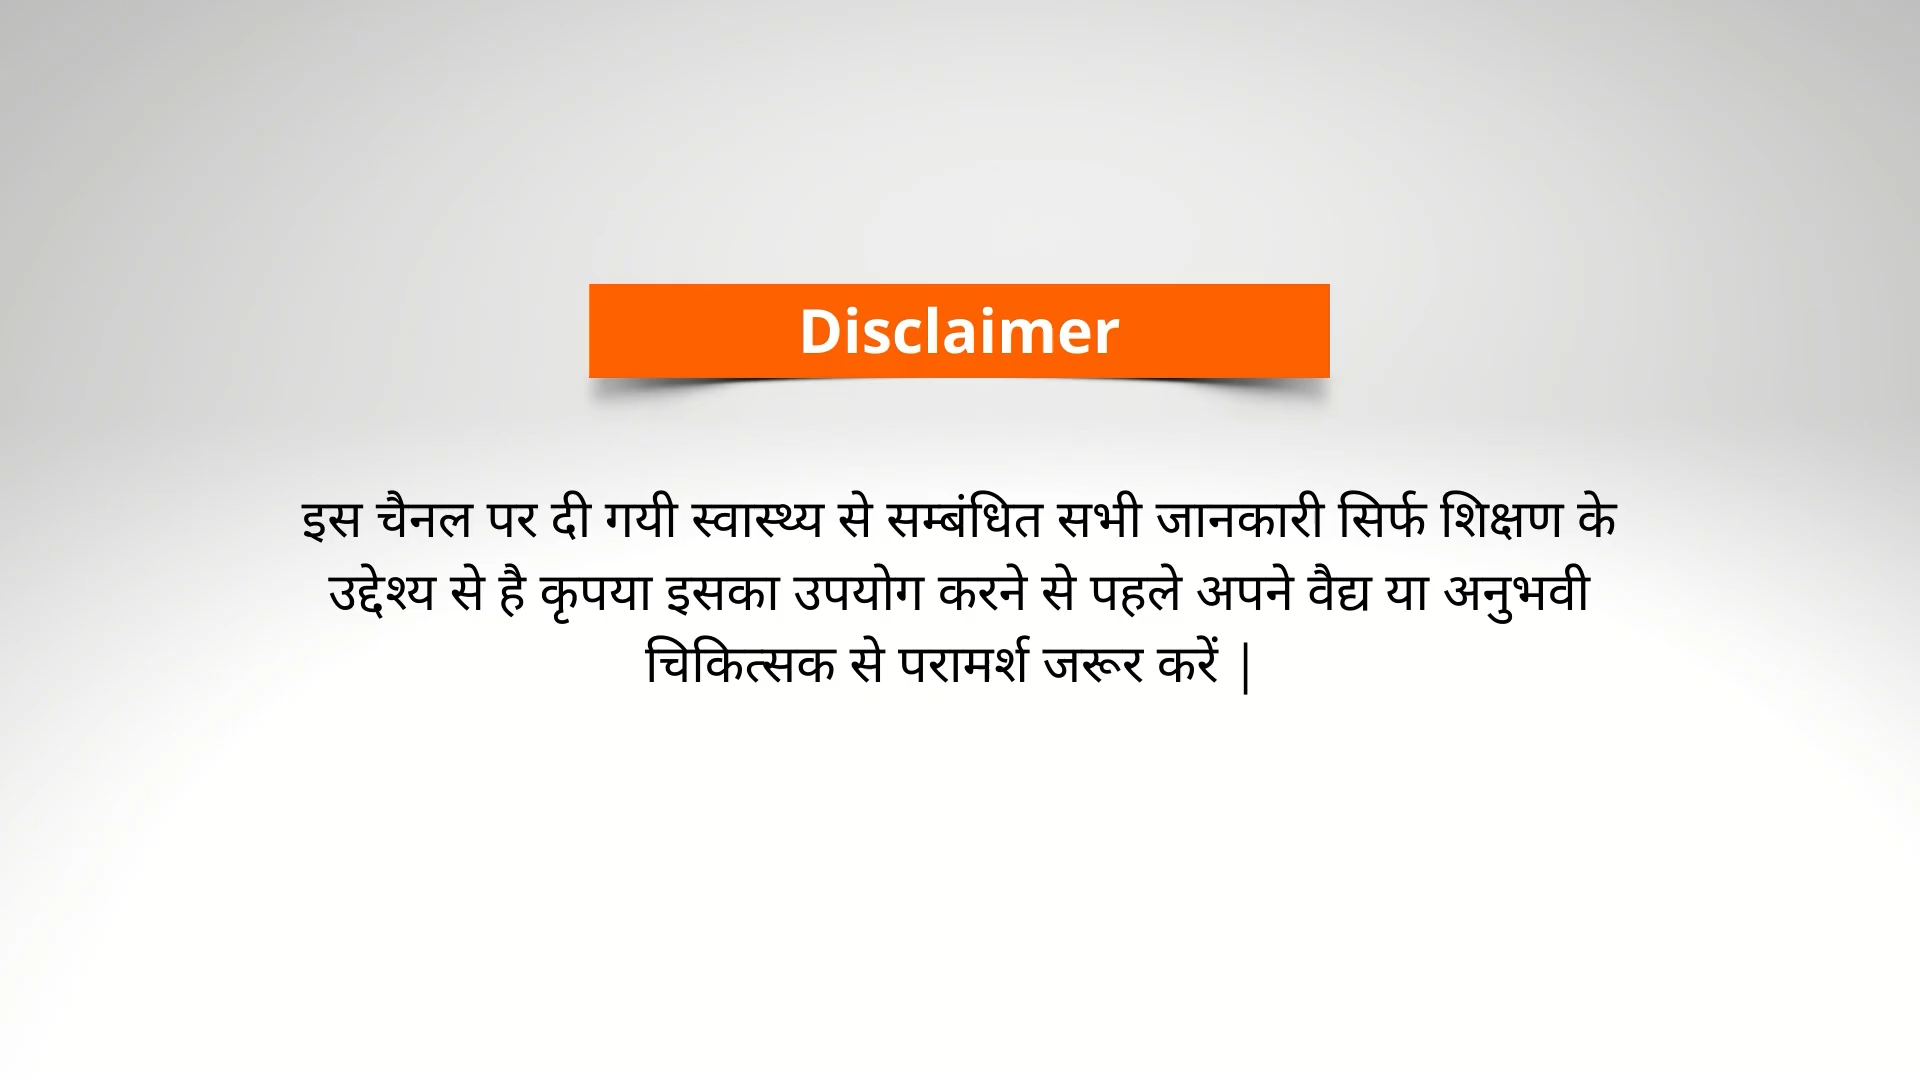 Disclaimer
इस चैनल पर दी गयी स्वास्थ्य से सम्बंधित सभी जानकारी सिर्फ शिक्षण के
उद्देश्य से है कृपया इसका उपयोग करने से पहले अपने वैद्य या अनुभवी
चिकित्सक से परामर्श जरूर करें |